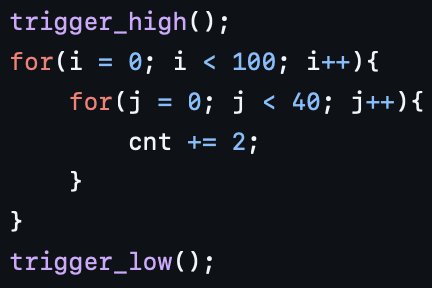 trigger_high();
for(i = 0; i < 100; i++){
    for(j = 0; j < 40; j++){
        cnt += 2;
    }
}
trigger_low();